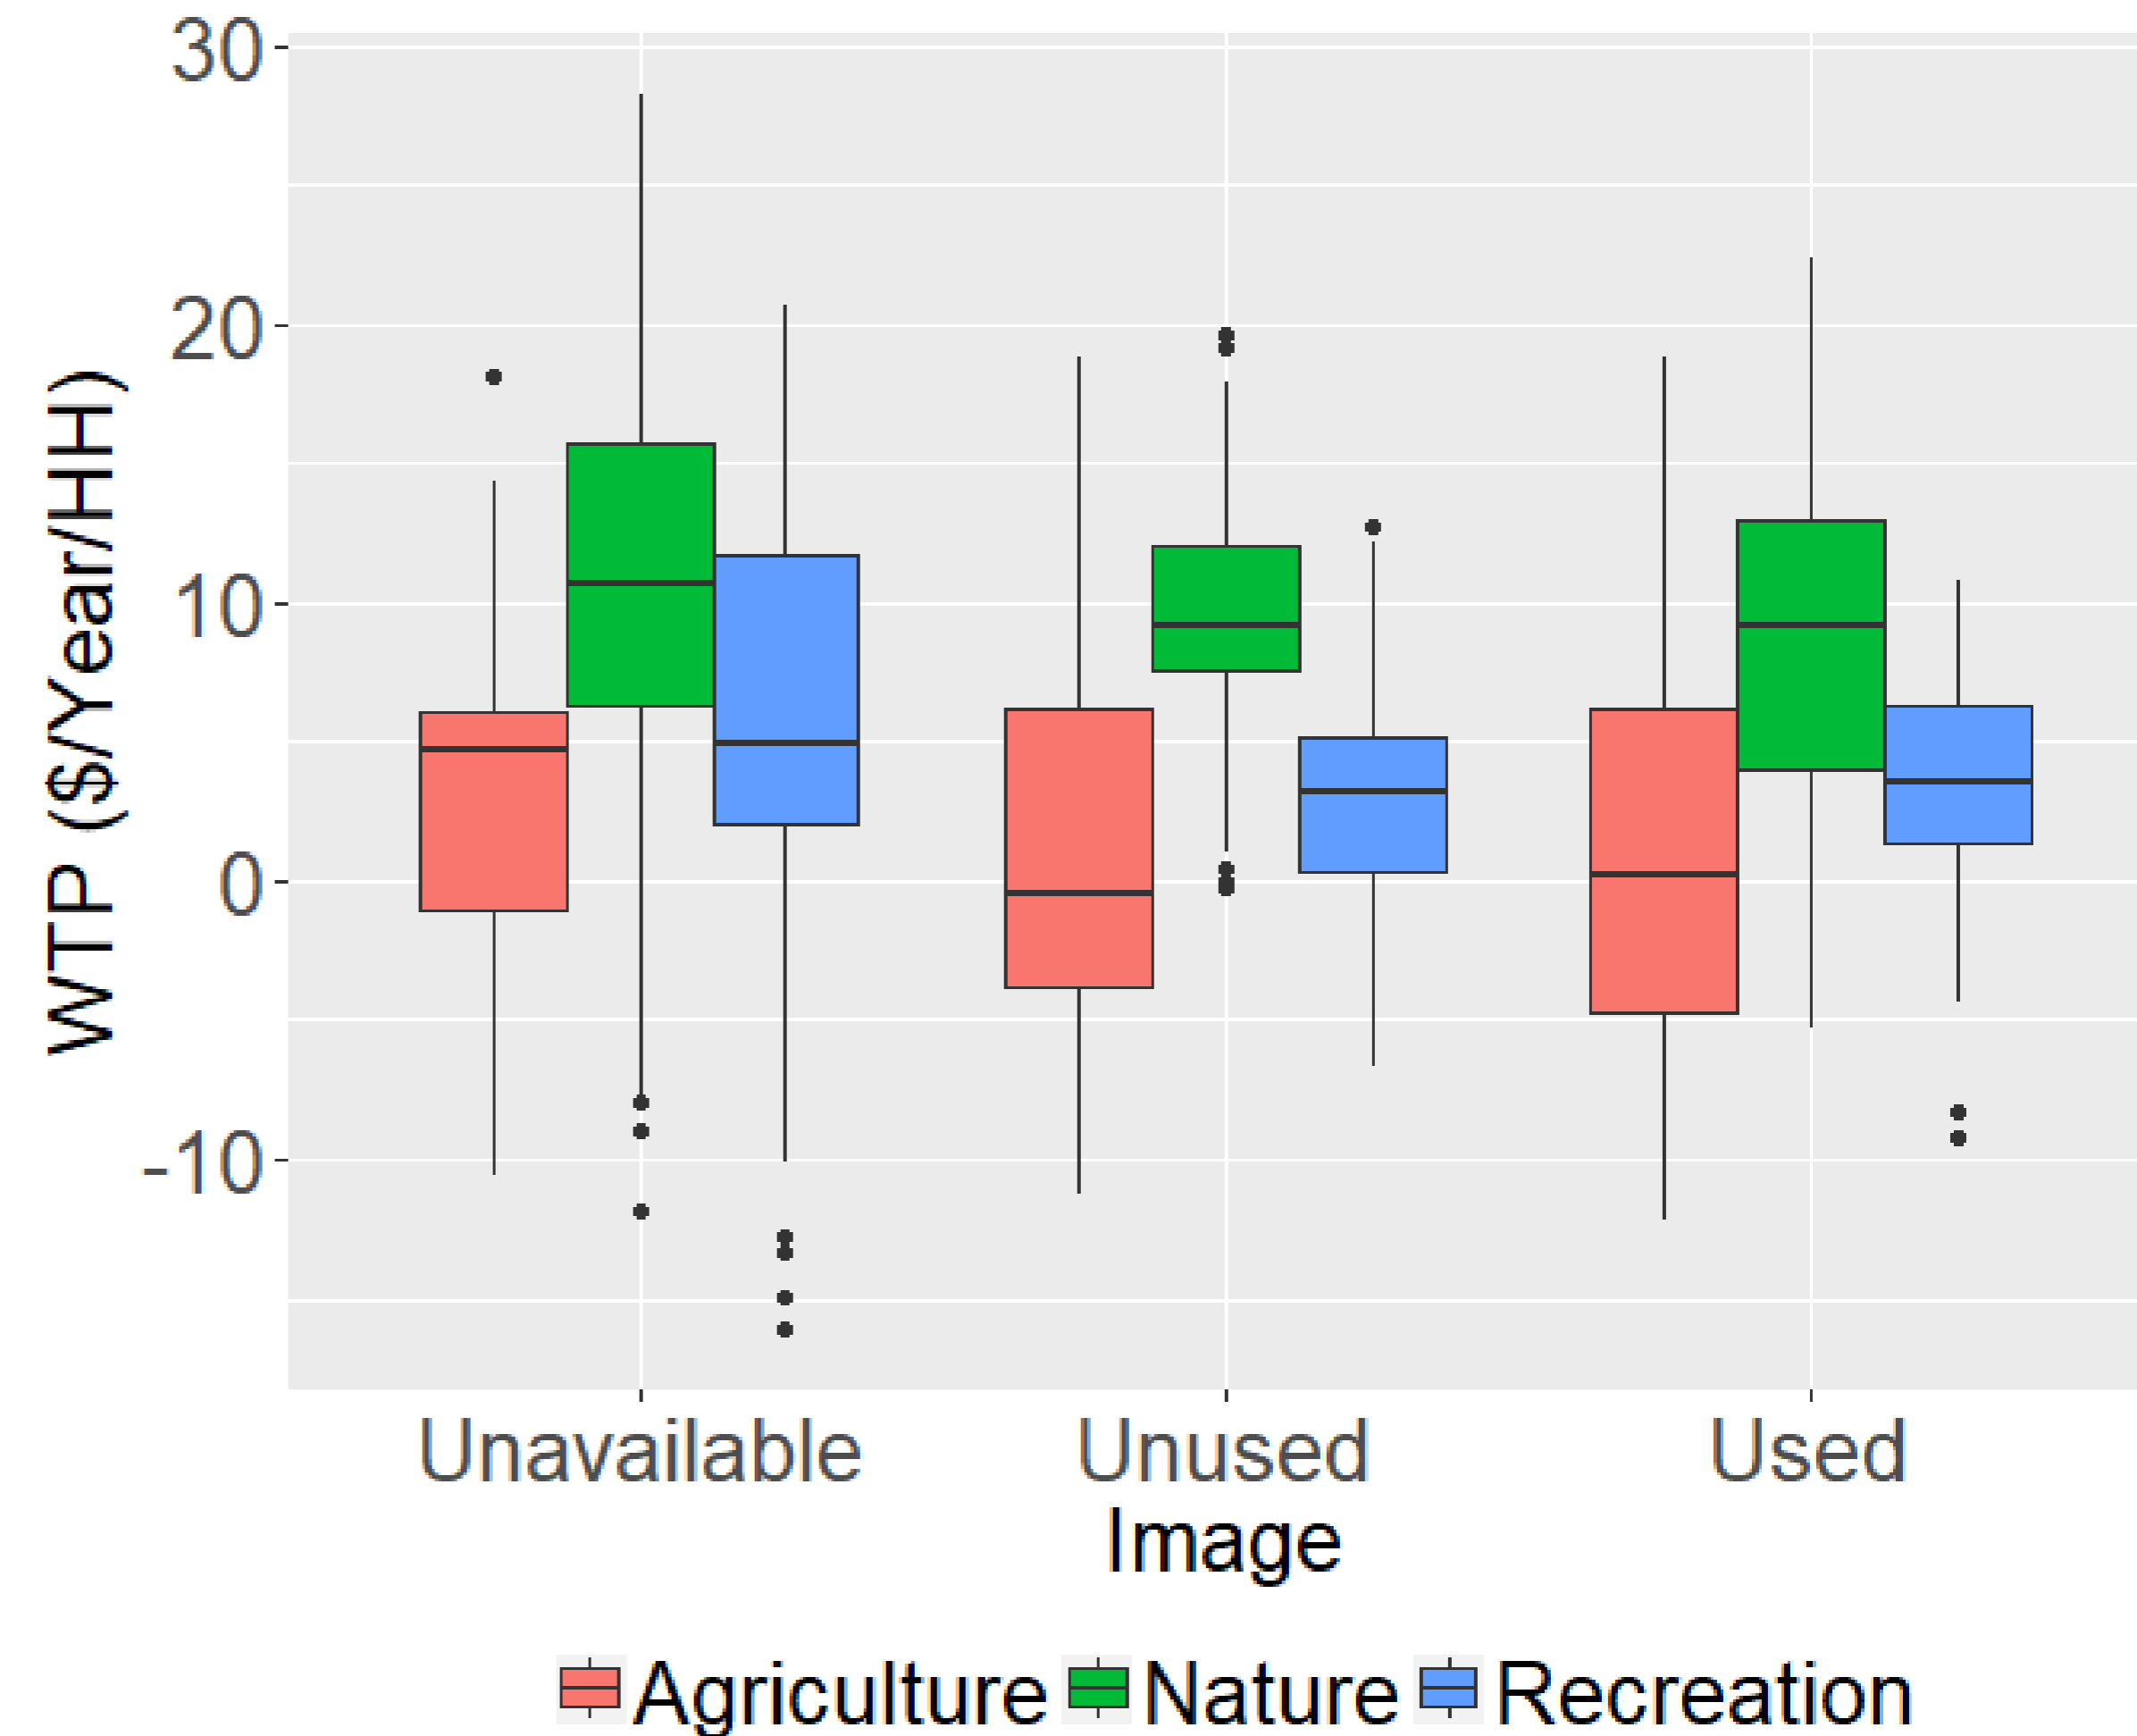 WTP ($/Year/HH)
30
20
10
0
-10
Unavailable Unused Used
Image
Agriculture Nature Recreation